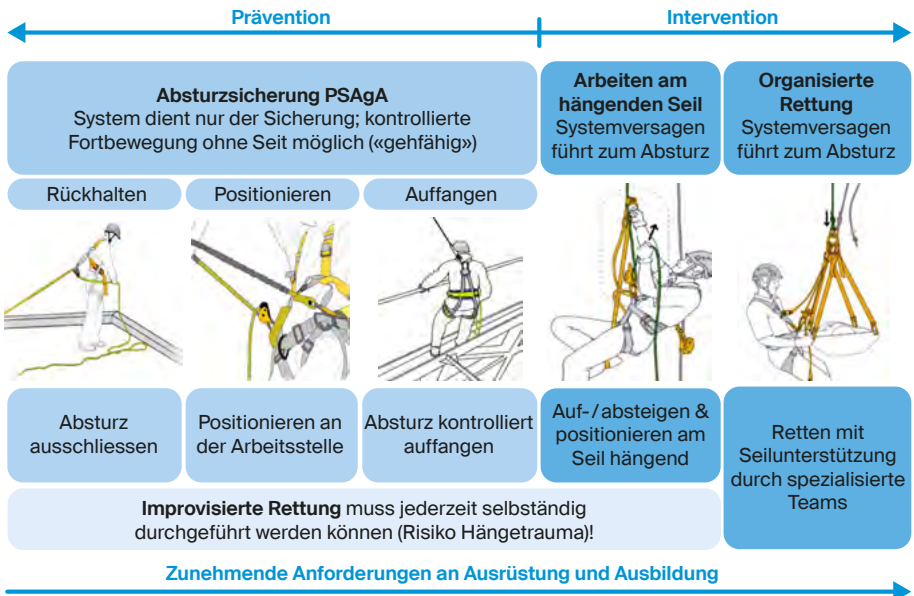 Prävention
Intervention
Absturzsicherung PSAgA
System dient nur der Sicherung; kontrollierte
Fortbewegung ohne Seit möglich («gehfähig»)
Arbeiten am
hängenden Seil
Systemversagen
führt zum Absturz
Organisierte
Rettung
Systemversagen
führt zum Absturz
Rückhalten
Positionieren
Auffangen
Absturz
ausschliessen
Positionieren an
der Arbeitsstelle
Absturz kontrolliert
auffangen
Auf-/absteigen &
positionieren am
Seil hängend
Retten mit
Seilunterstützung
durch spezialisierte
Teams
Improvisierte Rettung muss jederzeit selbständig
durchgeführt werden können (Risiko Hängetrauma)!
Zunehmende Anforderungen an Ausrüstung und Ausbildung